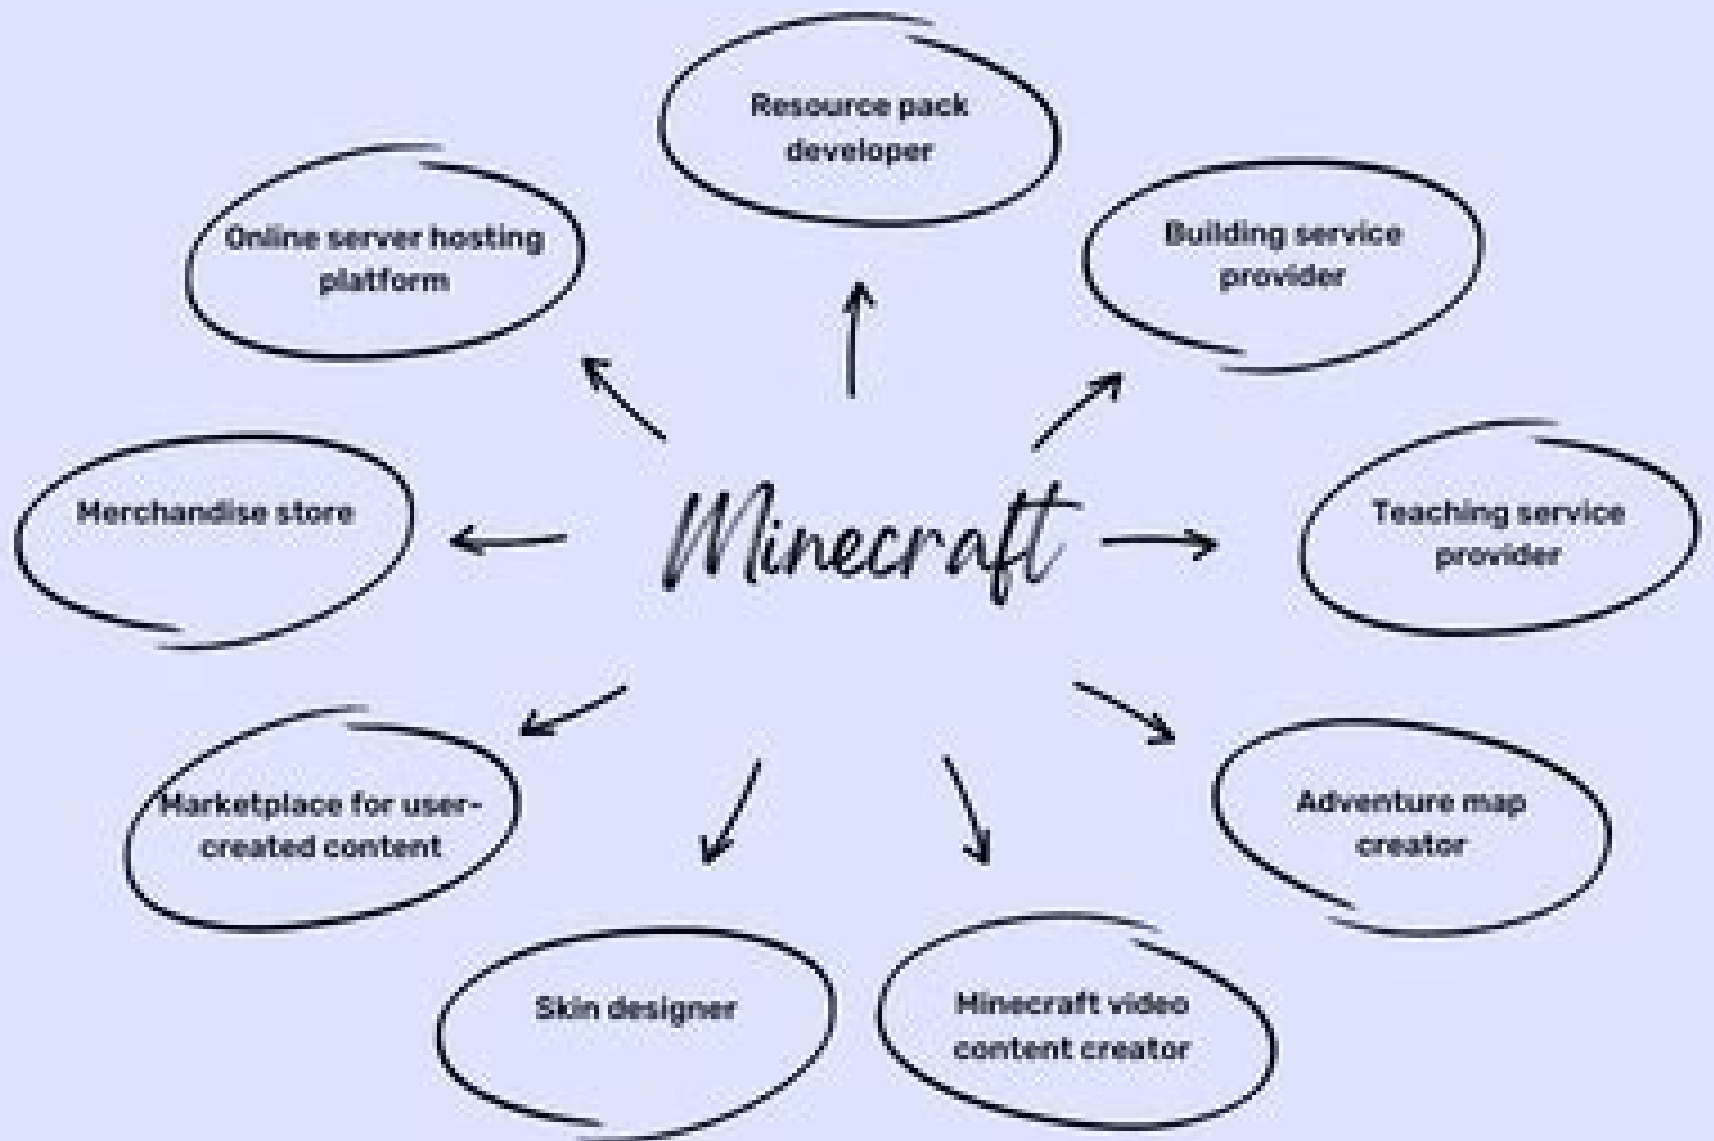 Resource pack
developer
Online server hosting
platform
Building service
provider
Merchandise store
Minecraft
Teaching service
provider
Marketplace for user-
created content
Adventure map
creator
Skin designer
Minecraft video
content creator